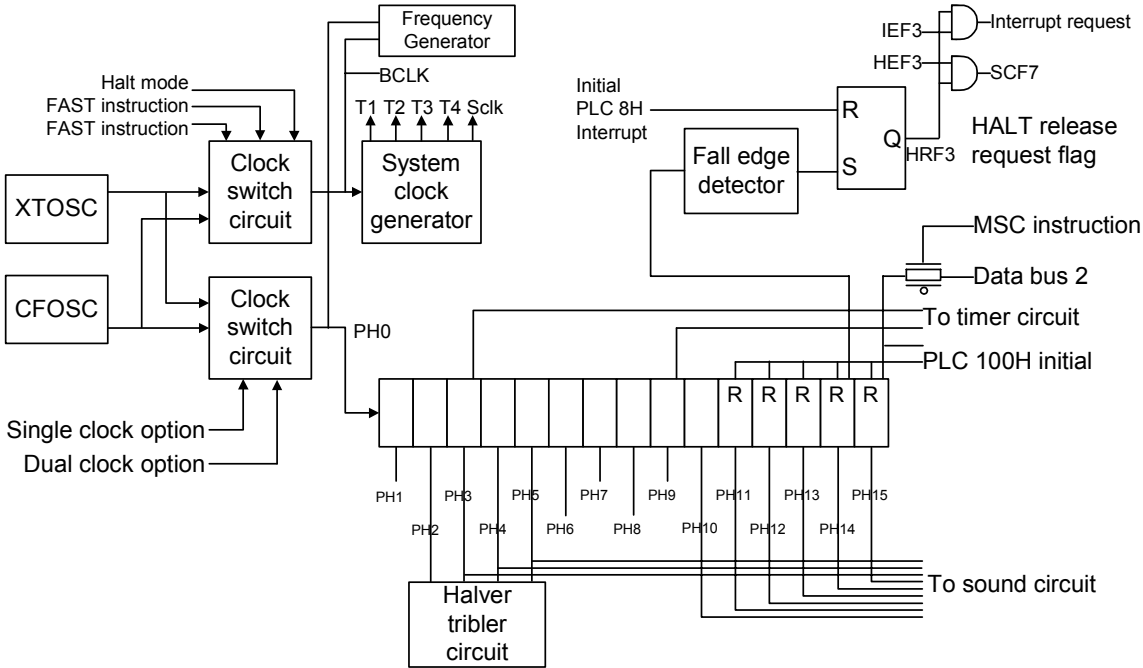 Frequency
Generator
Interrupt request
IEF3
HEF3
SCF7
BCLK
Halt mode
FAST instruction
FAST instruction
T1 T2 T3 T4 Sclk
Initial
PLC 8H
Interrupt
R
Q
S
HRF3
HALT release
request flag
Fall edge
detector
Clock
switch
circuit
System
clock
generator
XTOSC
MSC instruction
Data bus 2
CFOSC
Clock
switch
circuit
PH0
To timer circuit
PLC 100H initial
R R R R R
Single clock option
Dual clock option
PH1 PH3 PH5 PH7 PH9 PH11 PH13 PH15
PH2 PH4 PH6 PH8 PH10 PH12 PH14
Halver
tribler
circuit
To sound circuit